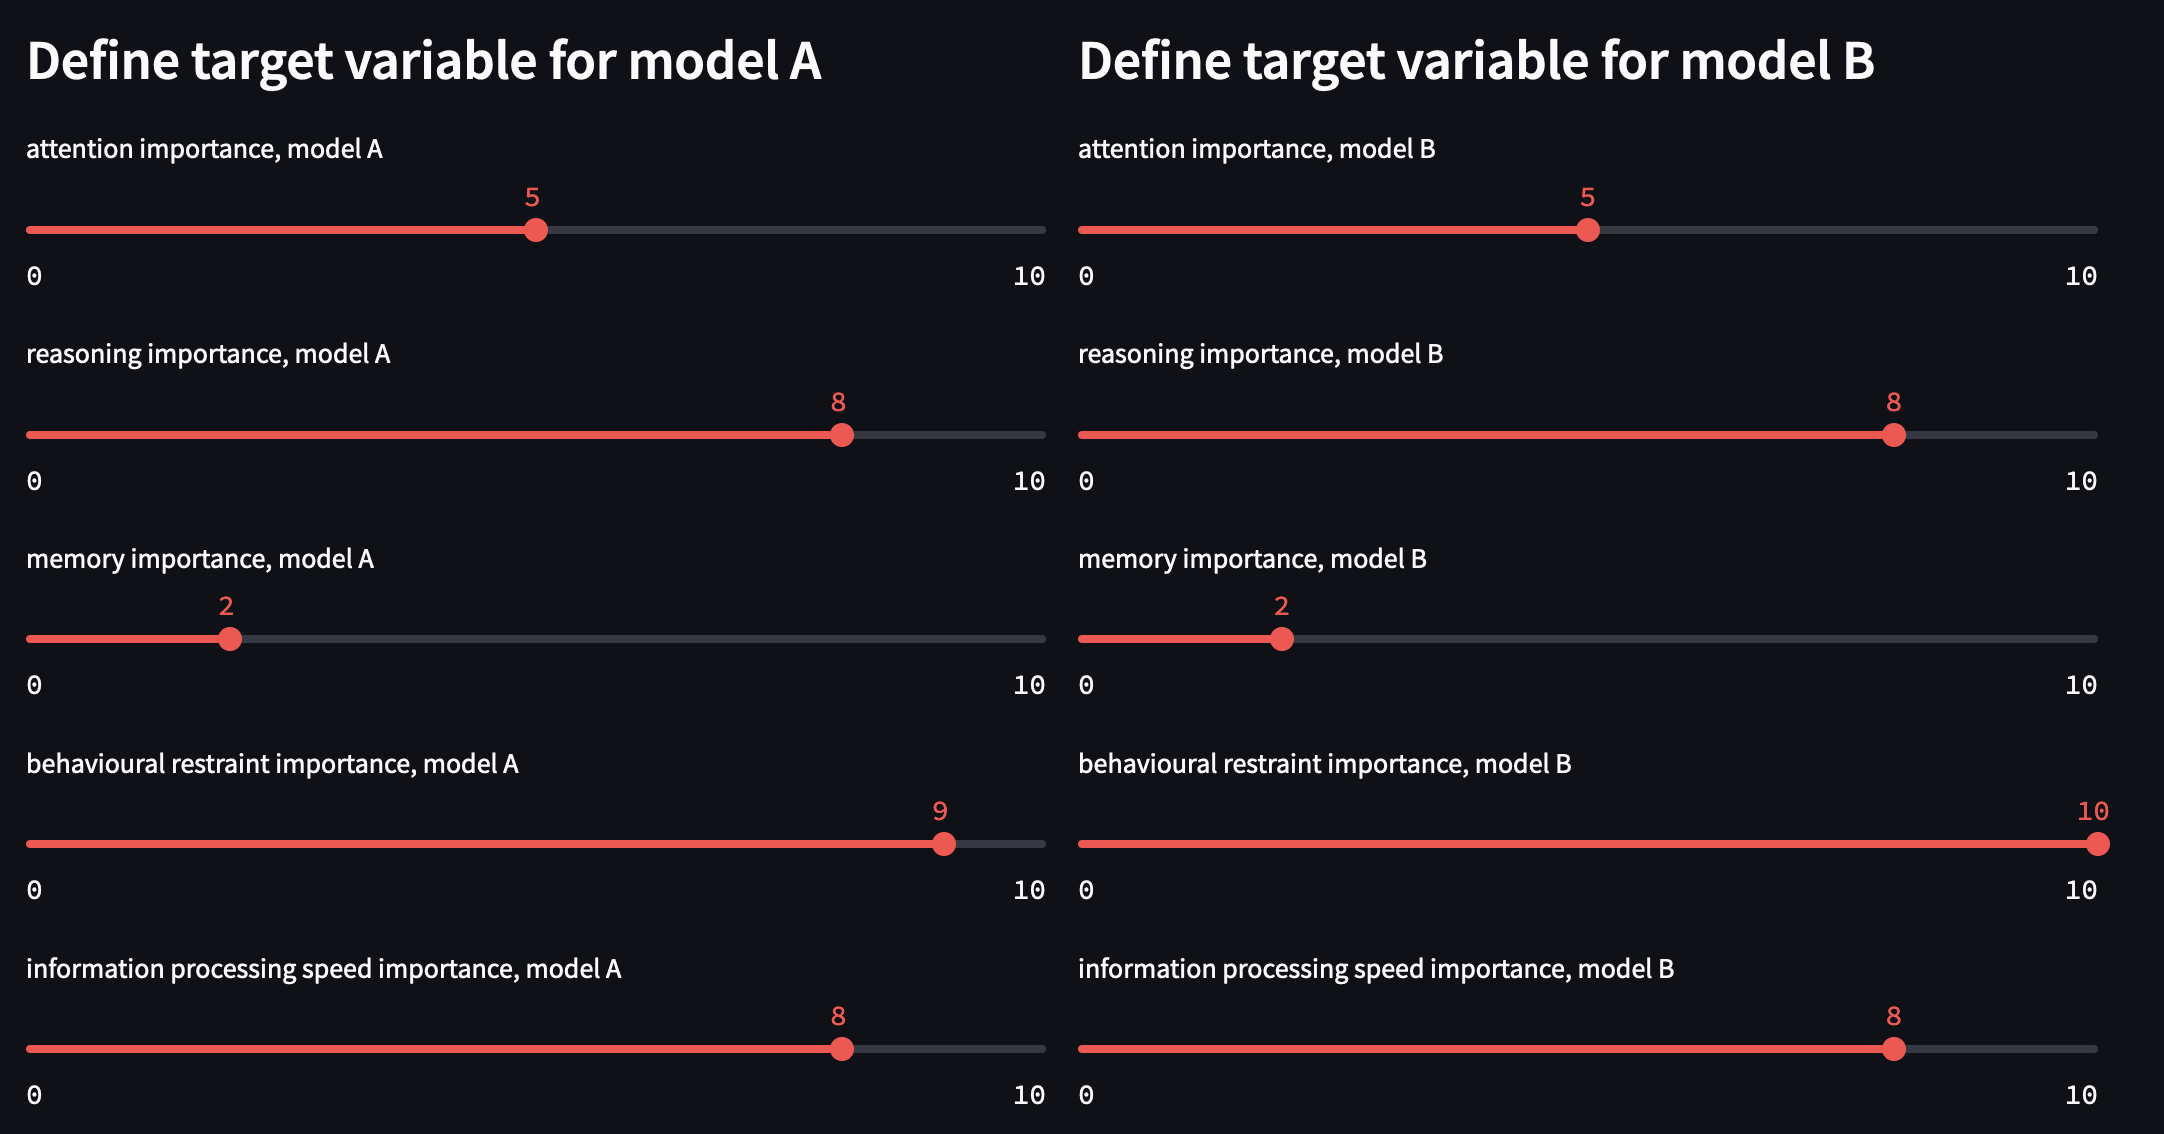 Define target variable for model A
attention importance, model A
5
0 10
reasoning importance, model A
8
0 10
memory importance, model A
2
0 10
behavioural restraint importance, model A
9
0 10
information processing speed importance, model A
8
0 10
Define target variable for model B
attention importance, model B
5
0 10
reasoning importance, model B
8
0 10
memory importance, model B
2
0 10
behavioural restraint importance, model B
10
0 10
information processing speed importance, model B
8
0 10